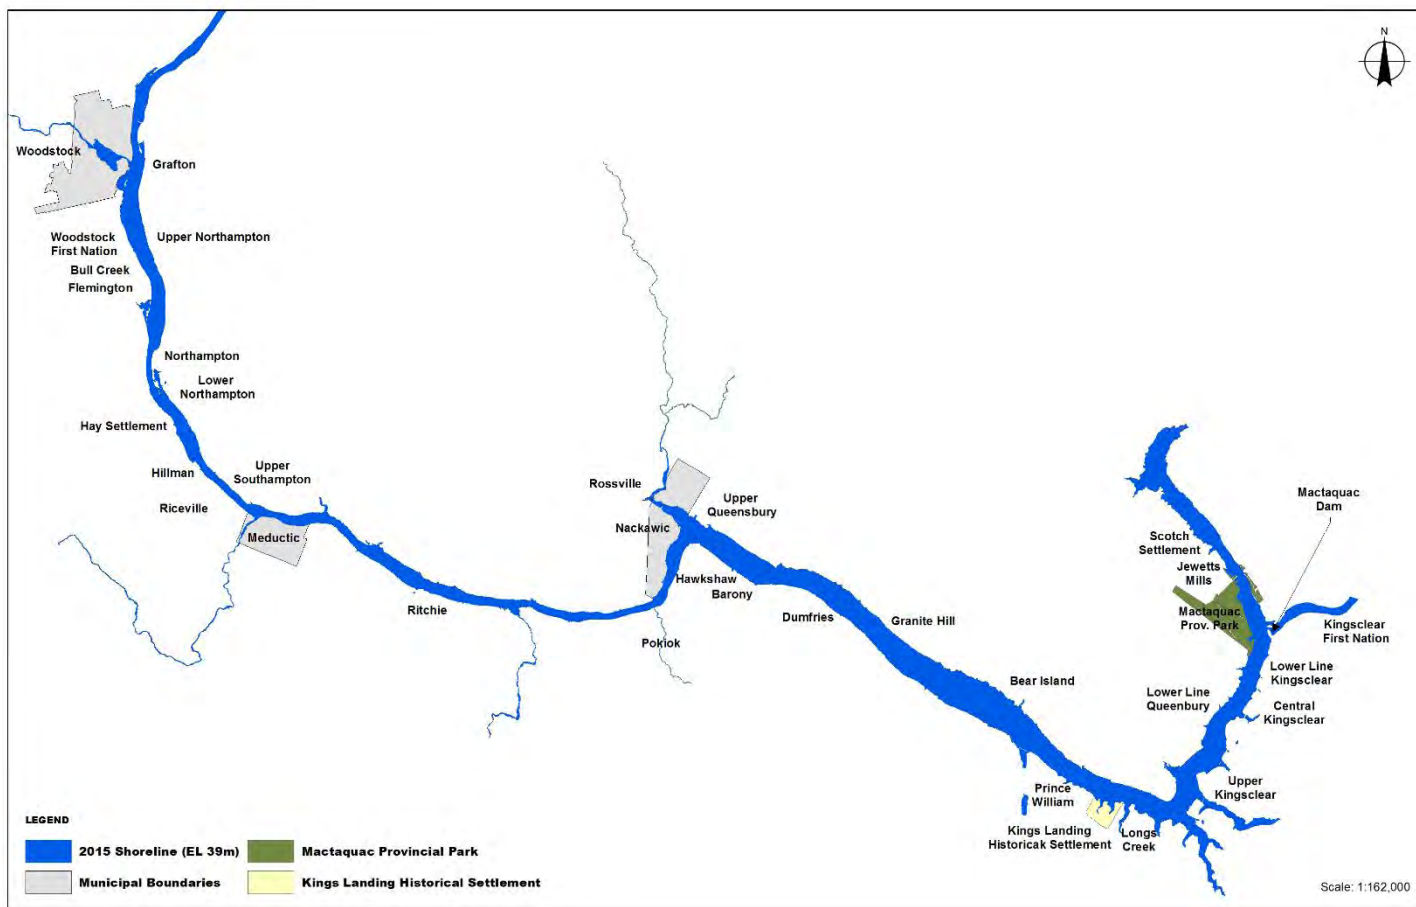 N
Woodstock
Grafton
Woodstock
First Nation
Upper Northampton
Bull Creek
Flemington
Northampton
Lower
Northampton
Hay Settlement
Hillman
Upper
Southampton
Riceville
Meductic
Ritchie
Rossville
Nackawic
Upper
Queensbury
Hawkshaw
Barony
Pokiok
Dumfries
Granite Hill
Bear Island
Mactaquac
Dam
Scotch
Settlement
Jewetts
Mills
Mactaquac
Prov. Park
Kingsclear
First Nation
Lower Line
Kingsclear
Lower Line
Queenbury
Central
Kingsclear
Upper
Kingsclear
Prince
William
Kings Landing
Historicak Settlement
Longs
Creek
LEGEND
2015 Shoreline (EL 39m)
Mactaquac Provincial Park
Municipal Boundaries
Kings Landing Historical Settlement
Scale: 1:162,000